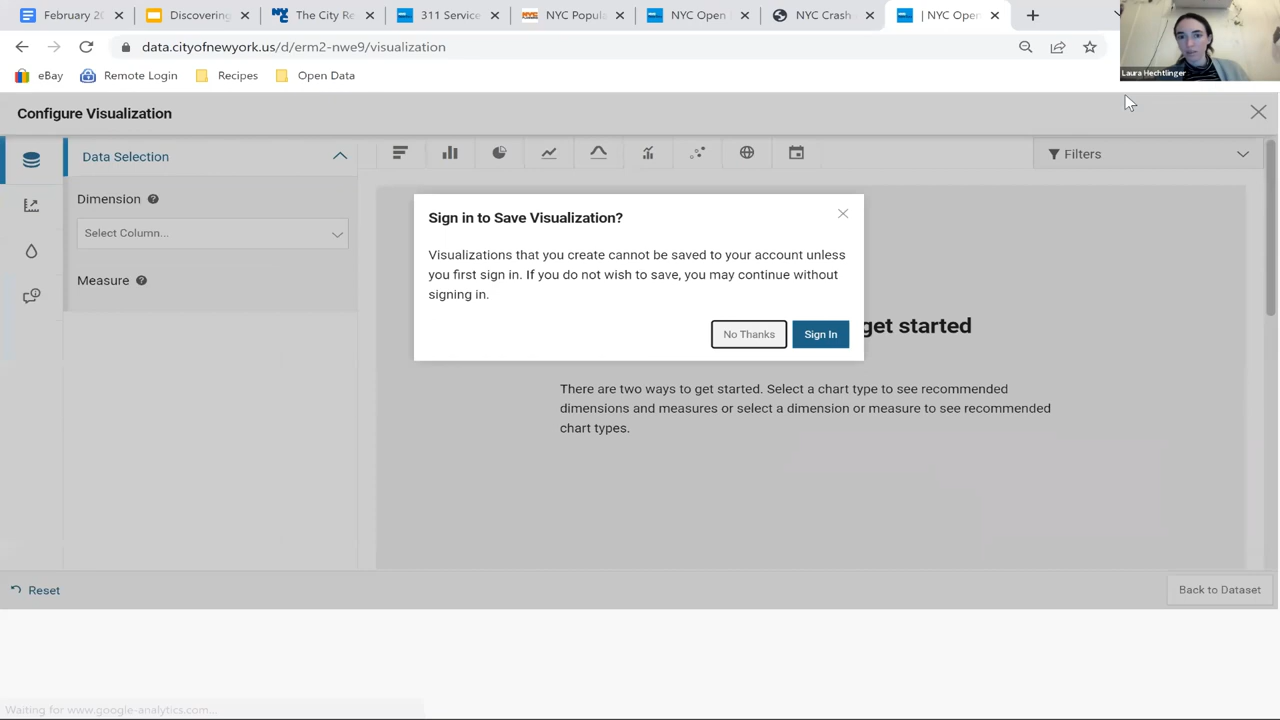 February 20
Discovering
The City Re
311 Service
NYC Popul
NYC Open
NYC Crash
| NYC Open
data.cityofnewyork.us/d/erm2-nwe9/visualization
eBay
Remote Login
Recipes
Open Data
Laura Hechtlinger
Configure Visualization
Data Selection
Filters
Dimension
Select Column...
Measure
Sign in to Save Visualization?
Visualizations that you create cannot be saved to your account unless
you first sign in. If you do not wish to save, you may continue without
signing in.
No Thanks
Sign In
get started
There are two ways to get started. Select a chart type to see recommended
dimensions and measures or select a dimension or measure to see recommended
chart types.
Reset
Back to Dataset
Waiting for www.google-analytics.com...